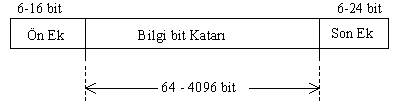 6-16 bit 6-24 bit
Ön Ek Bilgi bit Katarı Son Ek
64 - 4096 bit